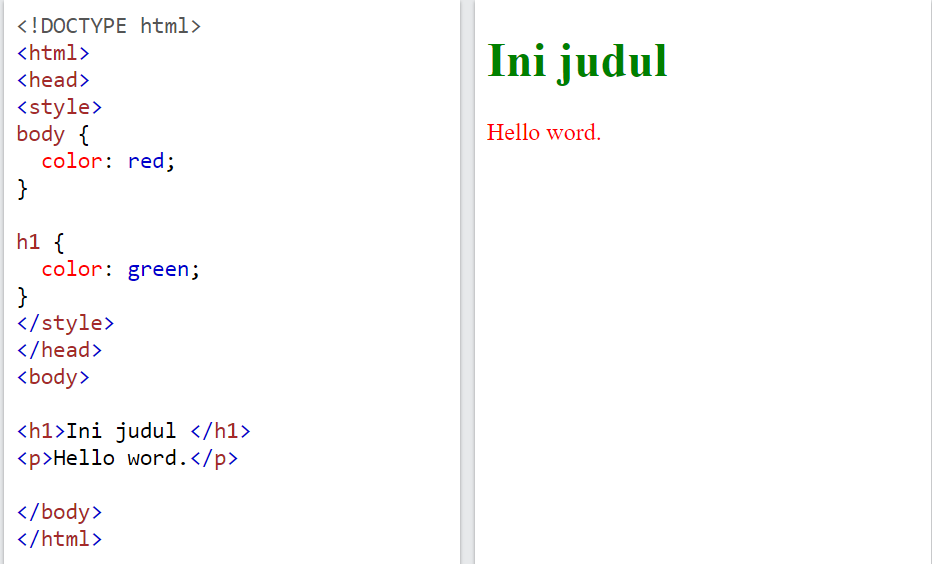 <!DOCTYPE html>
<html>
<head>
<style>
body {
  color: red;
}

h1 {
  color: green;
}
</style>
</head>
<body>

<h1>Ini judul </h1>
<p>Hello word.</p>

</body>
</html>
Ini judul
Hello word.